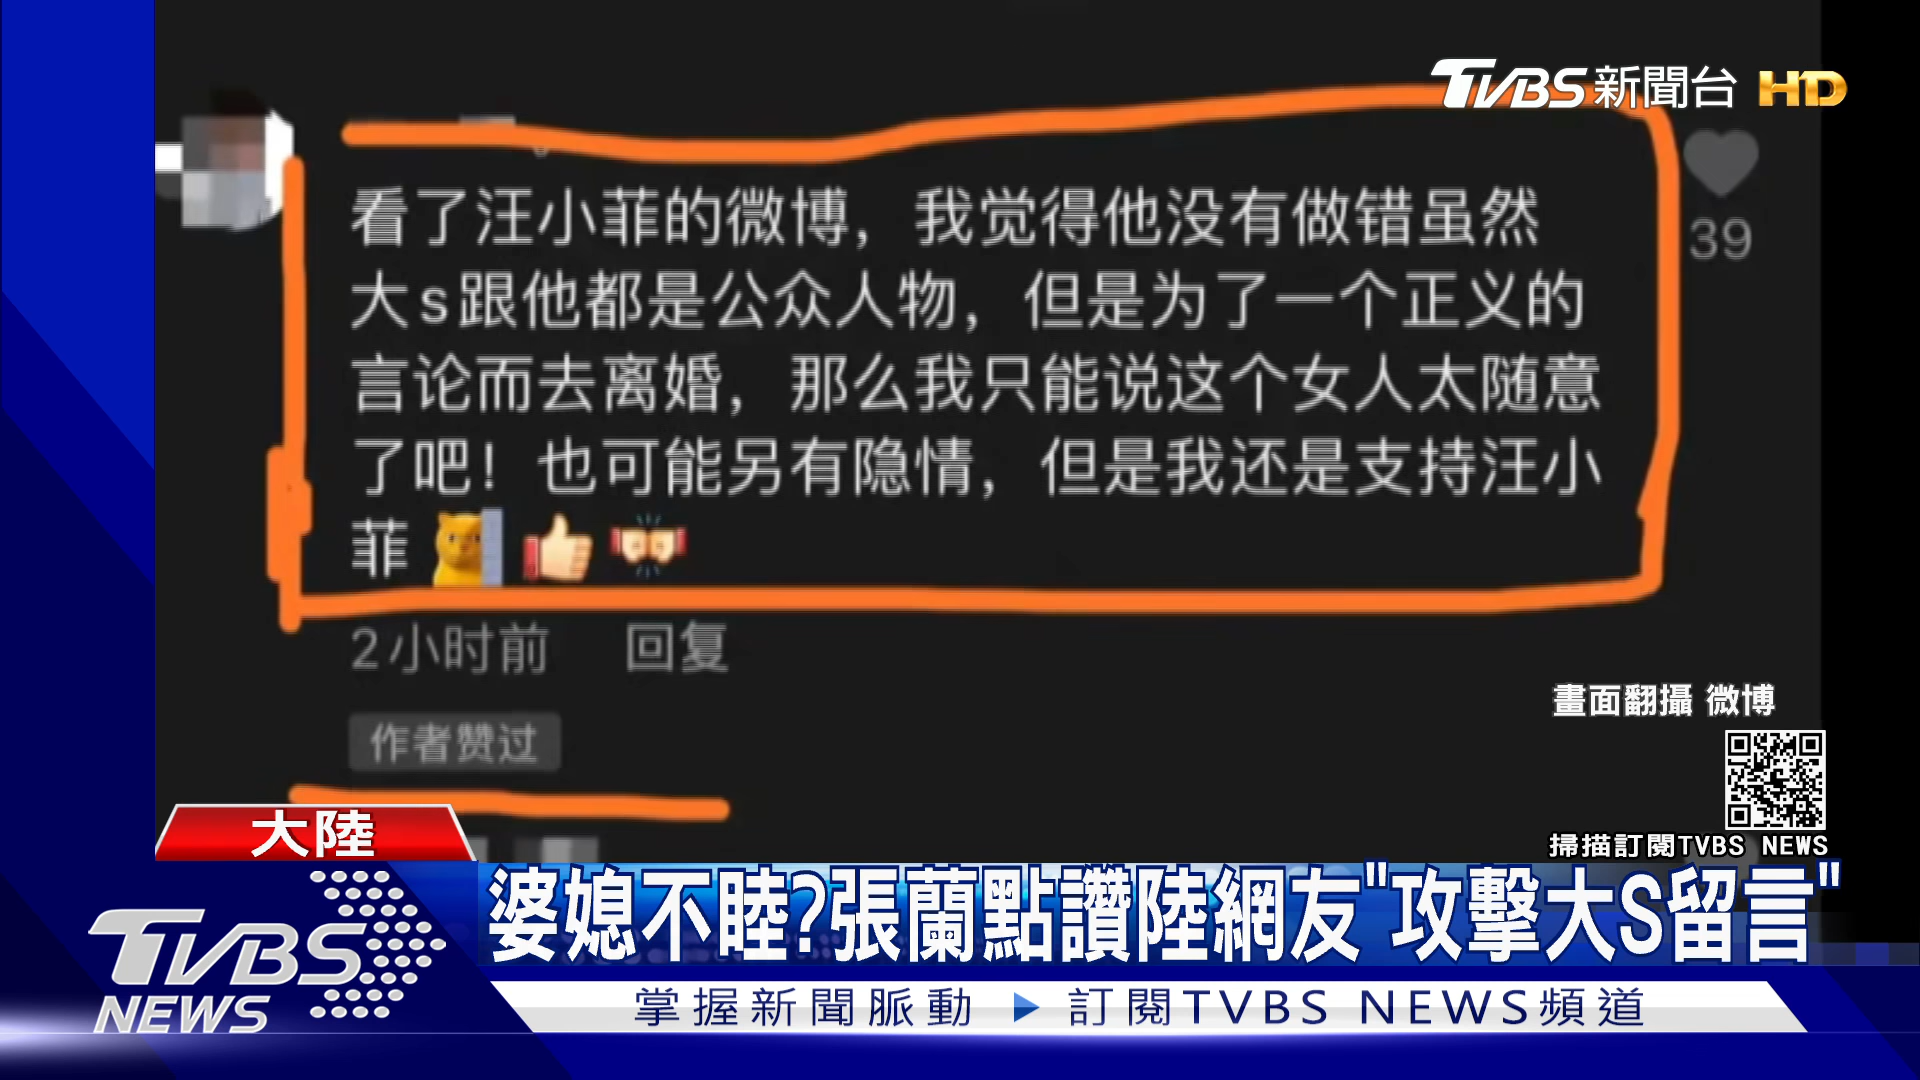 TVBS新聞台 HD
看了汪小菲的微博，我觉得他没有做错虽然
大s跟他都是公众人物，但是为了一个正义的
言论而去离婚，那么我只能说这个女人太随意
了吧！也可能另有隐情，但是我还是支持汪小
菲
39
2小时前 回复
作者赞过
畫面翻攝 微博
掃描訂閱TVBS NEWS
大陸
婆媳不睦?張蘭點讚陸網友"攻擊大S留言"
TVBS
NEWS
掌握新聞脈動 ▶ 訂閱TVBS NEWS頻道